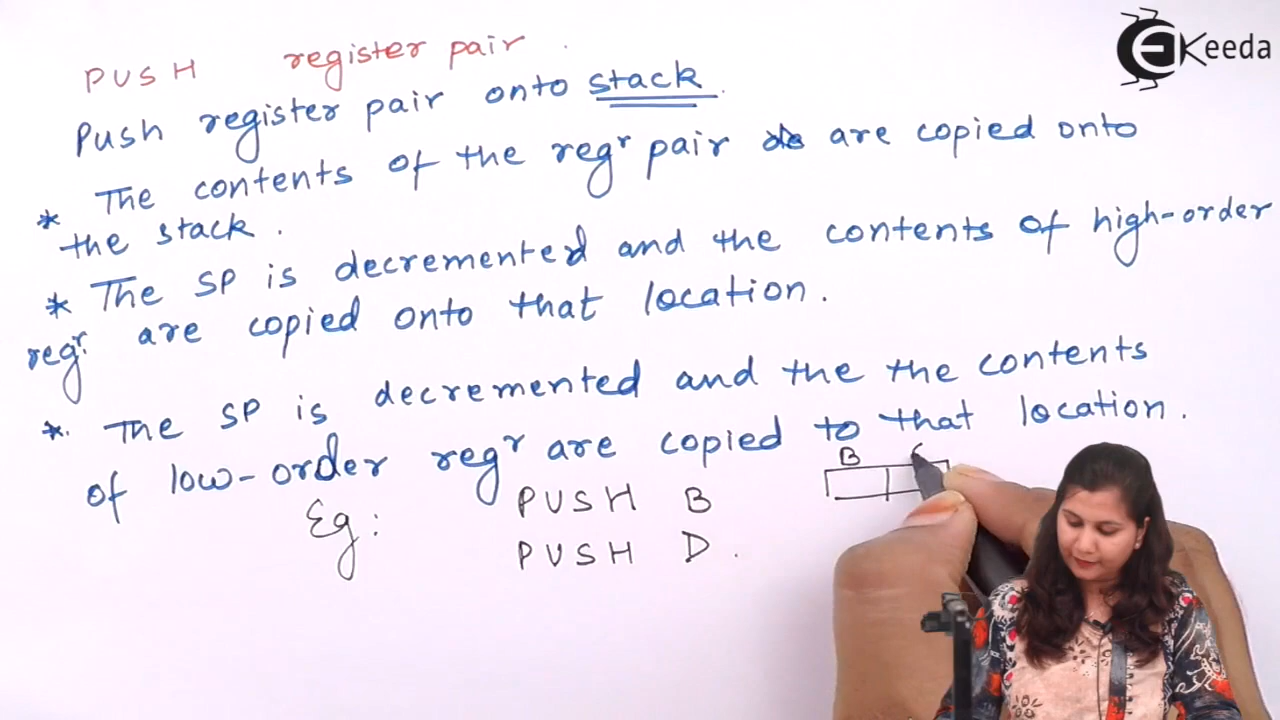 PUSH register pair.
Push register pair onto stack.
* The contents of the regr pair are copied onto
the stack.
* The SP is decremented and the contents of high-order
regr. are copied onto that location.
*. The SP is decremented and the the contents
of low-order regr are copied to that location.
B
Eg: PUSH B
PUSH D.
EKeeda